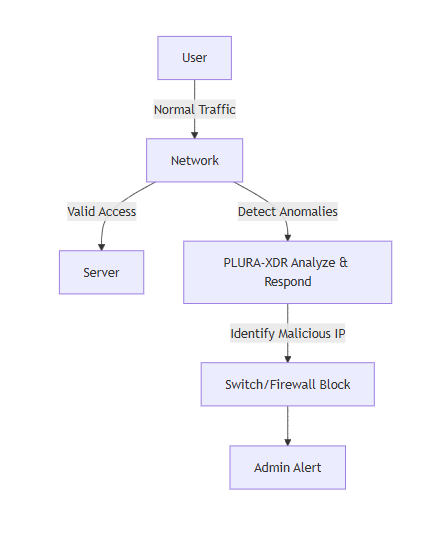 User
Normal Traffic
Network
Valid Access
Detect Anomalies
Server
PLURA-XDR Analyze &
Respond
Identify Malicious IP
Switch/Firewall Block
Admin Alert